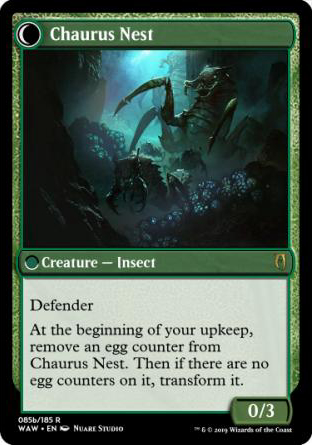 Chaurus Nest
Creature — Insect
Defender
At the beginning of your upkeep,
remove an egg counter from
Chaurus Nest. Then if there are no
egg counters on it, transform it.
0/3
085b/185 R
WAW • EN Nuare Studio
™ & © 2019 Wizards of the Coast